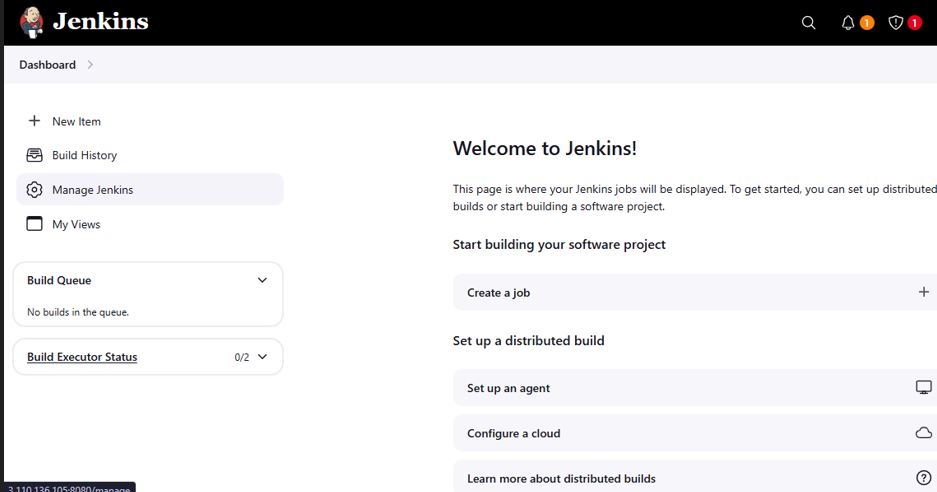 Jenkins
1
1
Dashboard
New Item
Build History
Manage Jenkins
My Views
Build Queue
No builds in the queue.
Build Executor Status
0/2
Welcome to Jenkins!
This page is where your Jenkins jobs will be displayed. To get started, you can set up distributed
builds or start building a software project.
Start building your software project
Create a job
Set up a distributed build
Set up an agent
Configure a cloud
Learn more about distributed builds
3.110.136.105:8080/manage